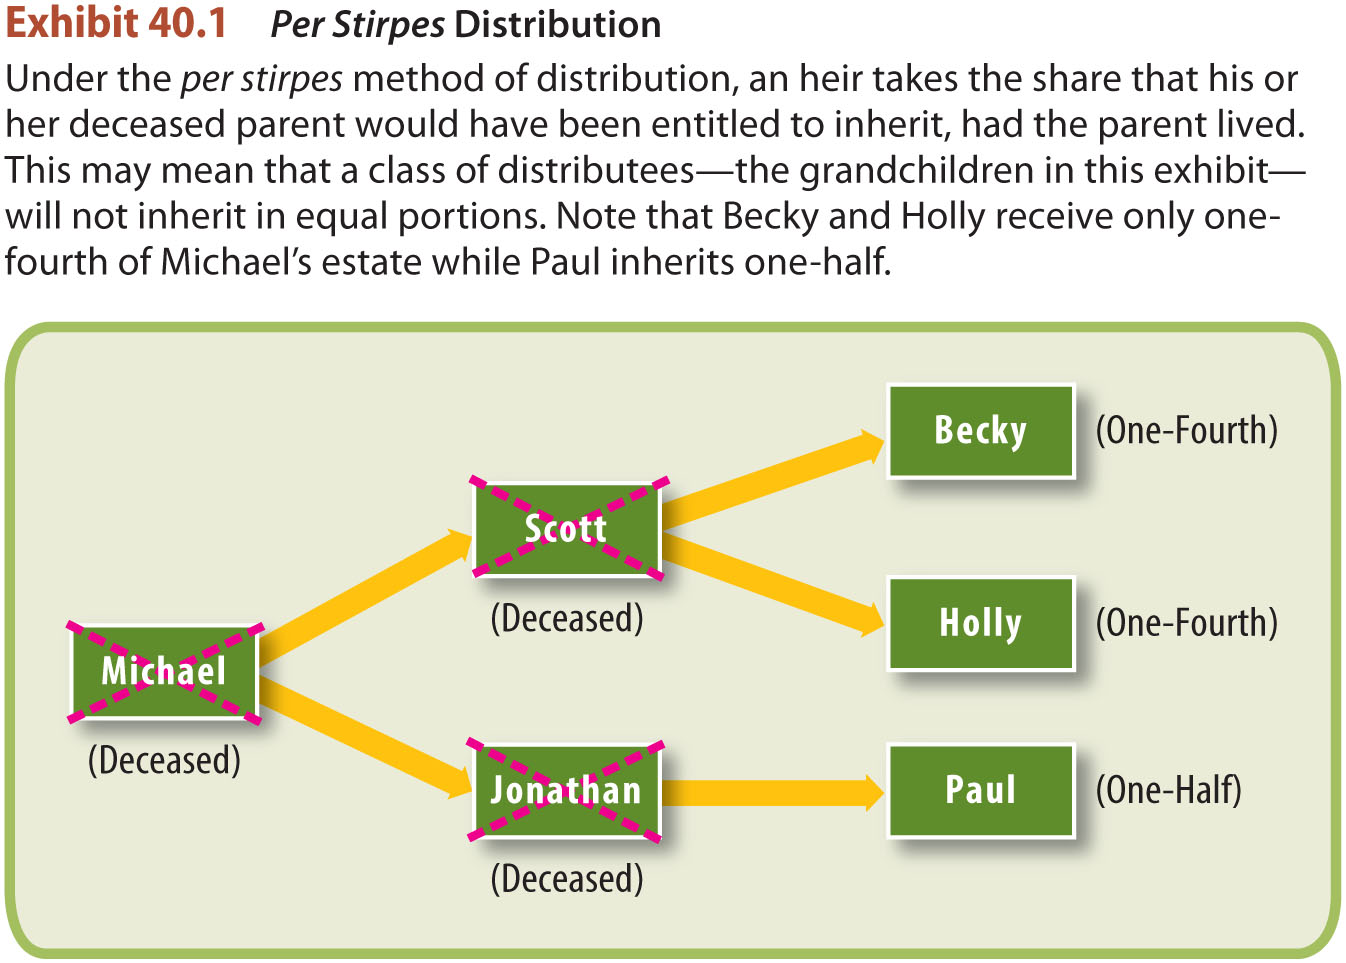 Exhibit 40.1 Per Stirpes Distribution
Under the per stirpes method of distribution, an heir takes the share that his or
her deceased parent would have been entitled to inherit, had the parent lived.
This may mean that a class of distributees—the grandchildren in this exhibit—
will not inherit in equal portions. Note that Becky and Holly receive only one-
fourth of Michael’s estate while Paul inherits one-half.
Becky (One-Fourth)
Scott
(Deceased)
Holly (One-Fourth)
Michael
(Deceased)
Jonathan
(Deceased)
Paul (One-Half)